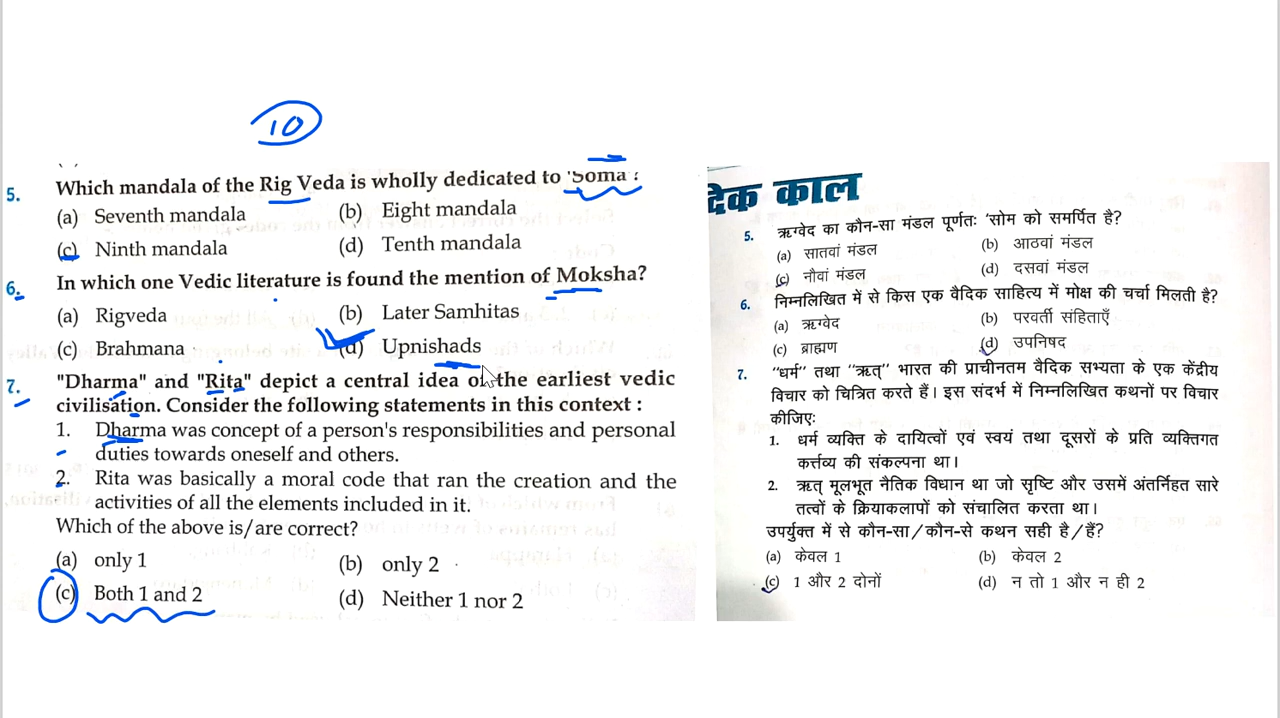 10
5. Which mandala of the Rig Veda is wholly dedicated to 'Soma ?
(a) Seventh mandala (b) Eight mandala
(c) Ninth mandala (d) Tenth mandala
6. In which one Vedic literature is found the mention of Moksha?
(a) Rigveda (b) Later Samhitas
(c) Brahmana (d) Upnishads
7. "Dharma" and "Rita" depict a central idea of the earliest vedic
civilisation. Consider the following statements in this context :
1. Dharma was concept of a person's responsibilities and personal
duties towards oneself and others.
2. Rita was basically a moral code that ran the creation and the
activities of all the elements included in it.
Which of the above is/are correct?
(a) only 1 (b) only 2
(c) Both 1 and 2 (d) Neither 1 nor 2
दिक काल
5. ऋग्वेद का कौन-सा मंडल पूर्णतः 'सोम को समर्पित है?
(a) सातवां मंडल (b) आठवां मंडल
(c) नौवां मंडल (d) दसवां मंडल
6. निम्नलिखित में से किस एक वैदिक साहित्य में मोक्ष की चर्चा मिलती है?
(a) ऋग्वेद (b) परवर्ती संहिताएँ
(c) ब्राह्मण (d) उपनिषद
7. "धर्म" तथा "ऋत्" भारत की प्राचीनतम वैदिक सभ्यता के एक केंद्रीय
विचार को चित्रित करते हैं। इस संदर्भ में निम्नलिखित कथनों पर विचार
कीजिएः
1. धर्म व्यक्ति के दायित्वों एवं स्वयं तथा दूसरों के प्रति व्यक्तिगत
कर्त्तव्य की संकल्पना था।
2. ऋत् मूलभूत नैतिक विधान था जो सृष्टि और उसमें अंतर्निहत सारे
तत्वों के क्रियाकलापों को संचालित करता था।
उपर्युक्त में से कौन-सा/कौन-से कथन सही है/हैं?
(a) केवल 1 (b) केवल 2
(c) 1 और 2 दोनों (d) न तो 1 और न ही 2